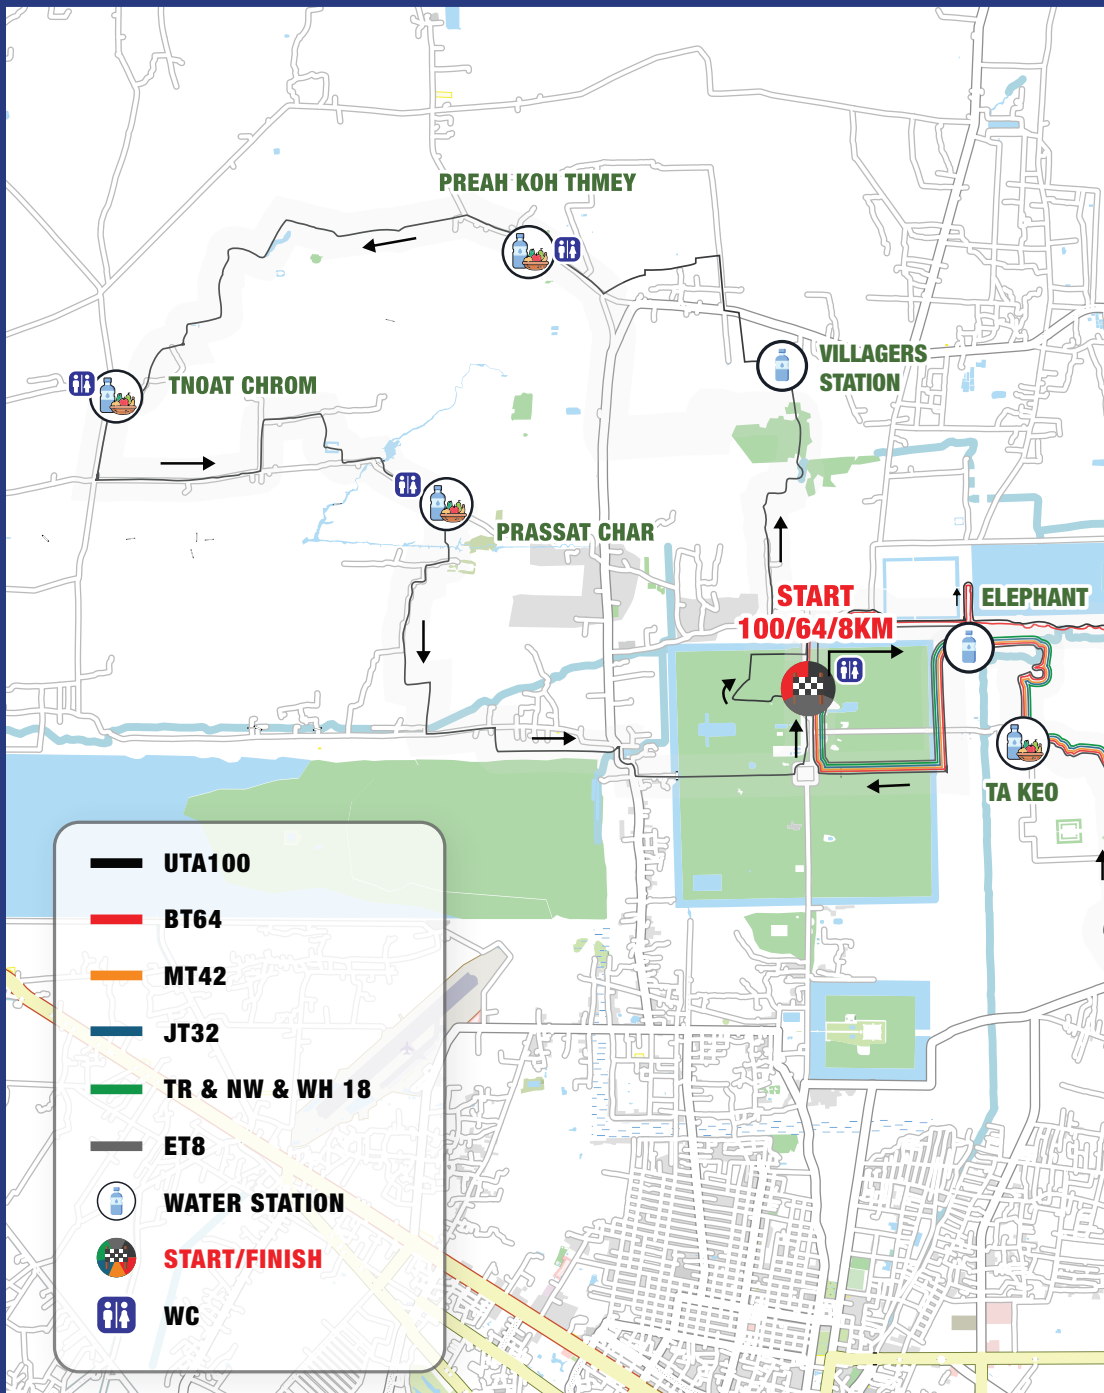 PREAH KOH THMEY
VILLAGERS
STATION
TNOAT CHROM
PRASSAT CHAR
START
100/64/8KM
ELEPHANT
TA KEO
UTA100
BT64
MT42
JT32
TR & NW & WH 18
ET8
WATER STATION
START/FINISH
WC